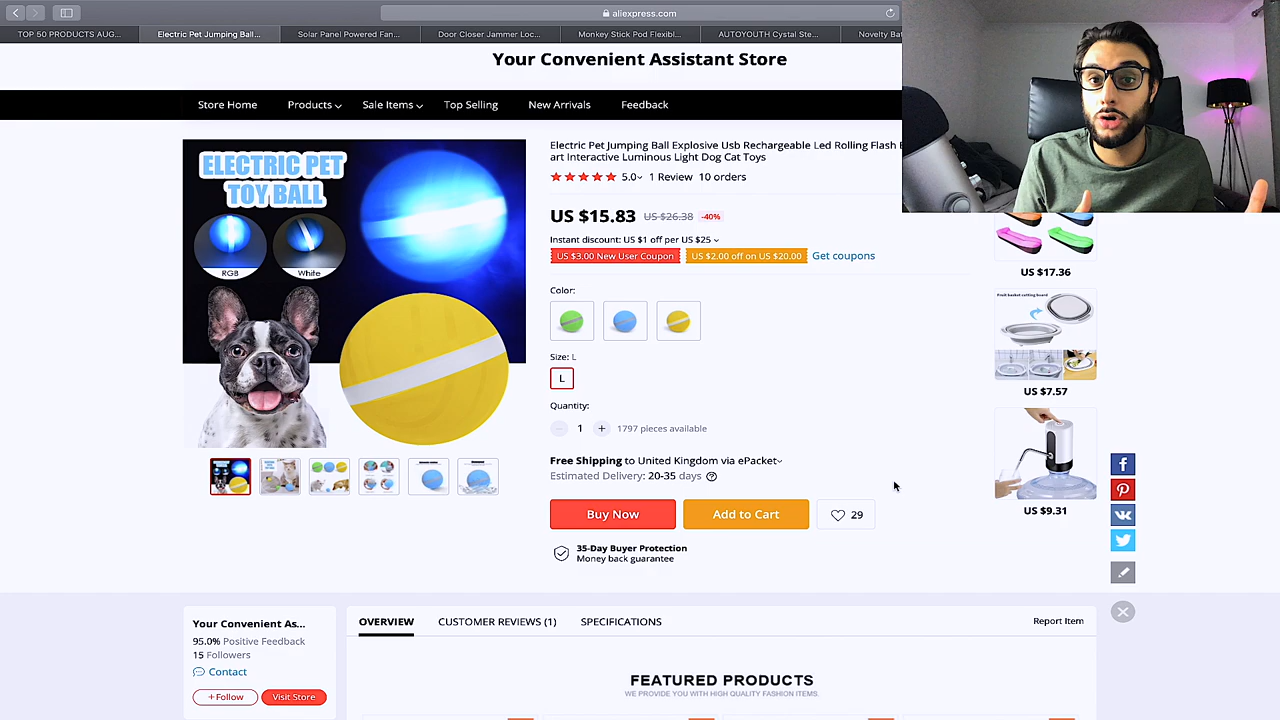 aliexpress.com
TOP 50 PRODUCTS AUG...
Electric Pet Jumping Ball...
Solar Panel Powered Fan...
Door Closer Jammer Loc...
Monkey Stick Pod Flexibl...
AUTOYOUTH Cystal Ste...
Novelty Bat
Your Convenient Assistant Store
Store Home
Products
Sale Items
Top Selling
New Arrivals
Feedback
ELECTRIC PET
TOY BALL
RGB
White
Electric Pet Jumping Ball Explosive Usb Rechargeable Led Rolling Flash
art Interactive Luminous Light Dog Cat Toys
5.0 1 Review 10 orders
US $15.83 US $26.38 -40%
Instant discount: US $1 off per US $25
US $3.00 New User Coupon
US $2.00 off on US $20.00
Get coupons
Color:
Size: L
L
Quantity:
1
1797 pieces available
Free Shipping to United Kingdom via ePacket
Estimated Delivery: 20-35 days
Buy Now
Add to Cart
29
35-Day Buyer Protection
Money back guarantee
US $17.36
Fruit basket cutting board
US $7.57
US $9.31
Your Convenient As...
95.0% Positive Feedback
15 Followers
Contact
+ Follow
Visit Store
OVERVIEW
CUSTOMER REVIEWS (1)
SPECIFICATIONS
Report Item
FEATURED PRODUCTS
WE PROVIDE YOU WITH HIGH QUALITY FASHION ITEMS.